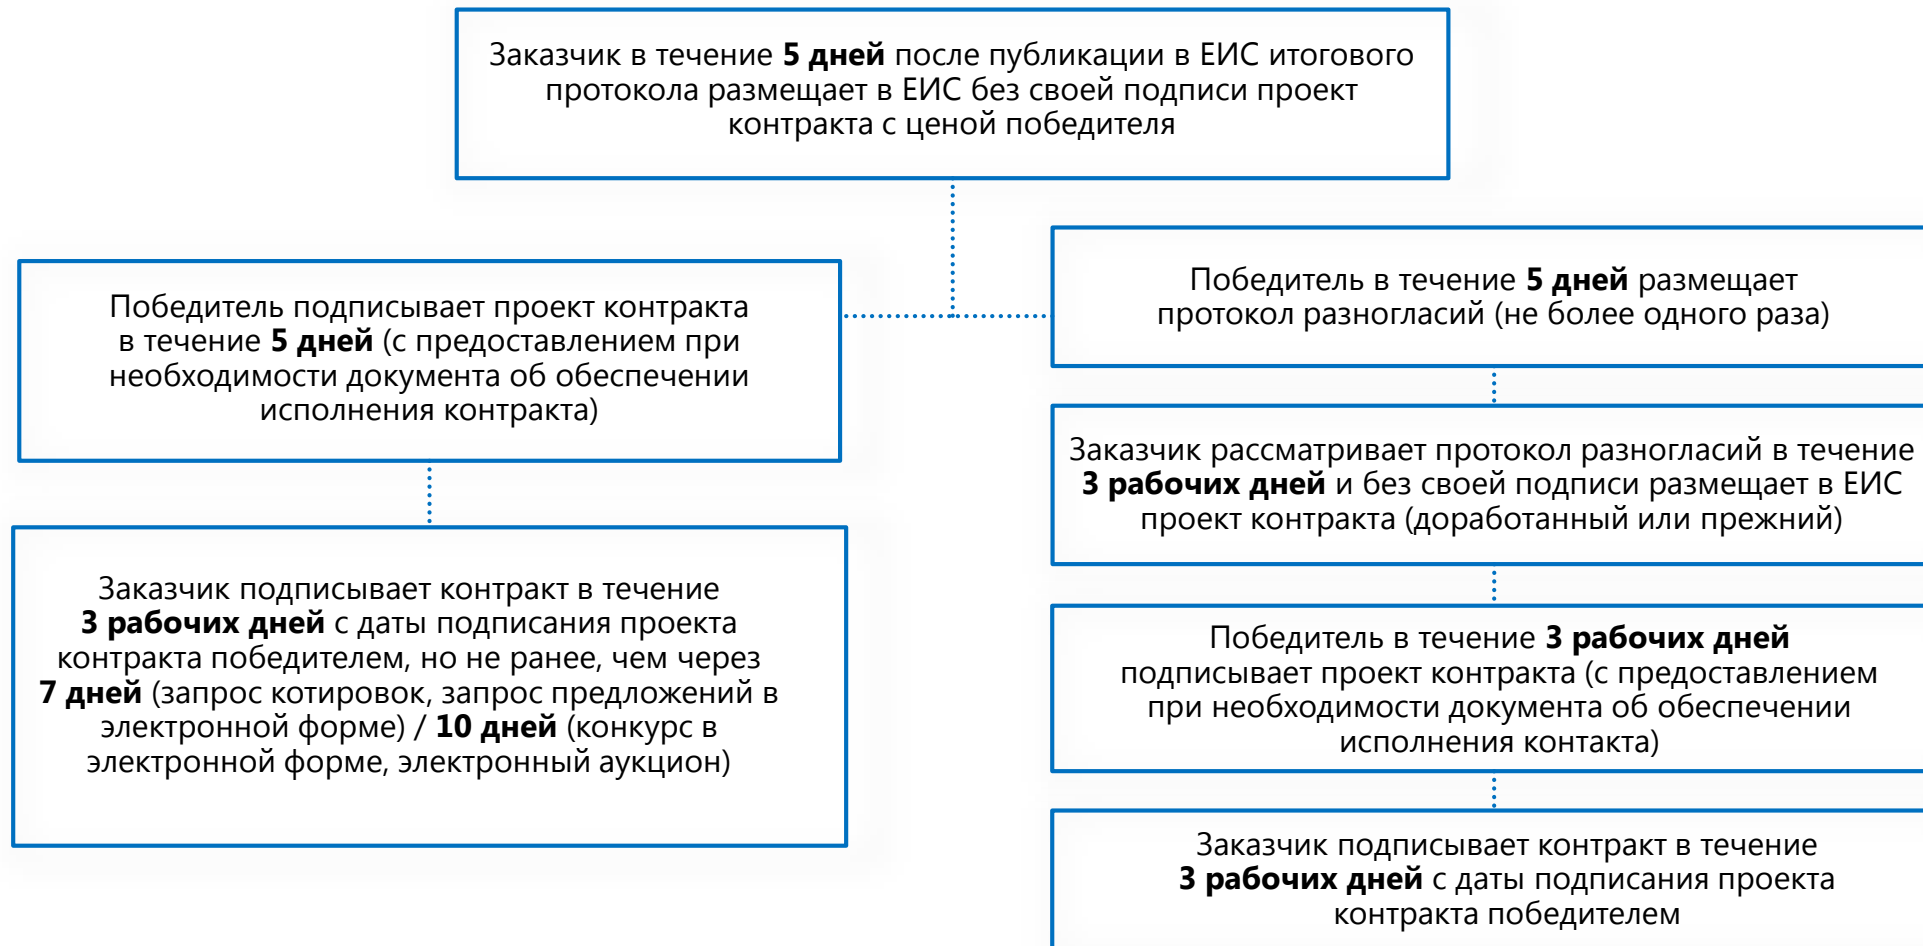 Заказчик в течение 5 дней после публикации в ЕИС итогового
протокола размещает в ЕИС без своей подписи проект
контракта с ценой победителя
Победитель подписывает проект контракта
в течение 5 дней (с предоставлением при
необходимости документа об обеспечении
исполнения контракта)
Заказчик подписывает контракт в течение
3 рабочих дней с даты подписания проекта
контракта победителем, но не ранее, чем через
7 дней (запрос котировок, запрос предложений в
электронной форме) / 10 дней (конкурс в
электронной форме, электронный аукцион)
Победитель в течение 5 дней размещает
протокол разногласий (не более одного раза)
Заказчик рассматривает протокол разногласий в течение
3 рабочих дней и без своей подписи размещает в ЕИС
проект контракта (доработанный или прежний)
Победитель в течение 3 рабочих дней
подписывает проект контракта (с предоставлением
при необходимости документа об обеспечении
исполнения контакта)
Заказчик подписывает контракт в течение
3 рабочих дней с даты подписания проекта
контракта победителем